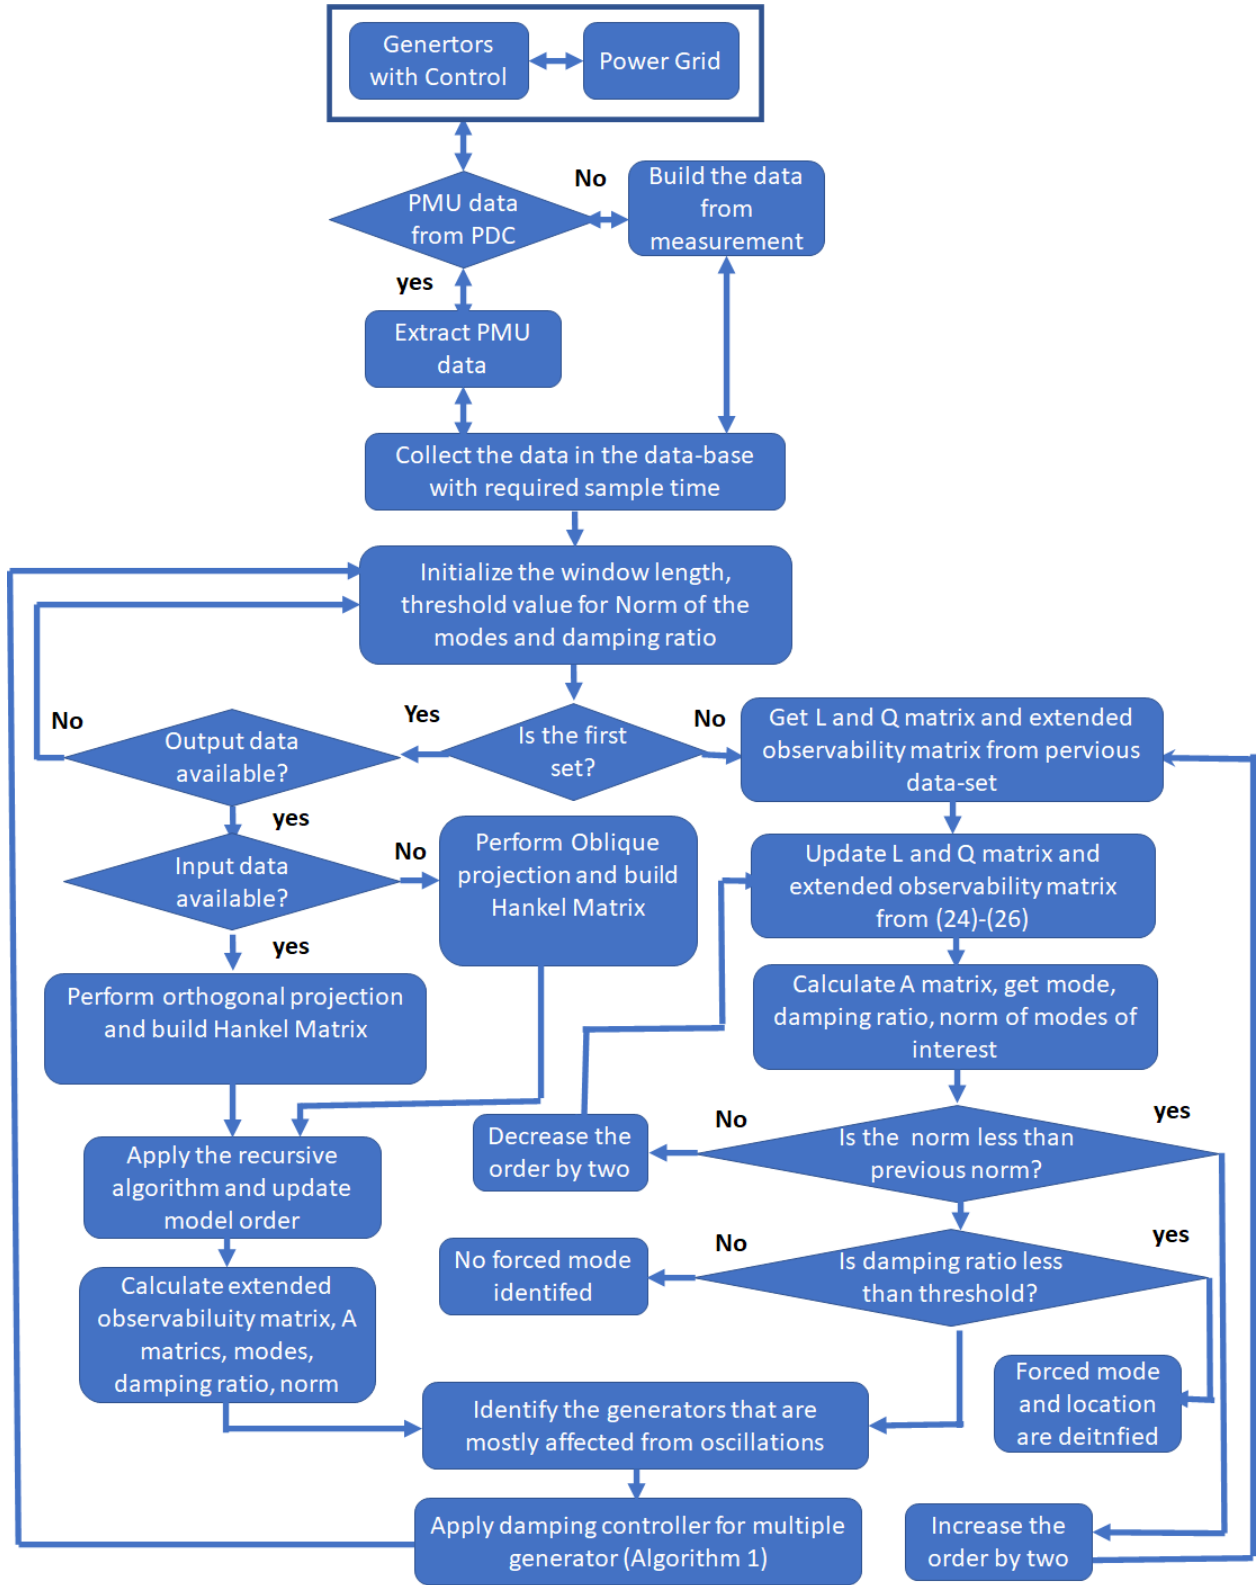 Genertors
with Control
Power Grid
No
PMU data
from PDC
Build the data
from
measurement
yes
Extract PMU
data
Collect the data in the data-base
with required sample time
Initialize the window length,
threshold value for Norm of the
modes and damping ratio
No
Yes
No
Output data
available?
Is the first
set?
Get L and Q matrix and extended
observability matrix from pervious
data-set
yes
Input data
available?
No
Perform Oblique
projection and build
Hankel Matrix
Update L and Q matrix and
extended observability matrix
from (24)-(26)
yes
Perform orthogonal projection
and build Hankel Matrix
Calculate A matrix, get mode,
damping ratio, norm of modes of
interest
No
yes
Decrease the
order by two
Is the norm less than
previous norm?
Apply the recursive
algorithm and update
model order
No
yes
No forced mode
identifed
Is damping ratio less
than threshold?
Calculate extended
observabiluity matrix, A
matrics, modes,
damping ratio, norm
Forced mode
and location
are deitnfied
Identify the generators that are
mostly affected from oscillations
Apply damping controller for multiple
generator (Algorithm 1)
Increase the
order by two